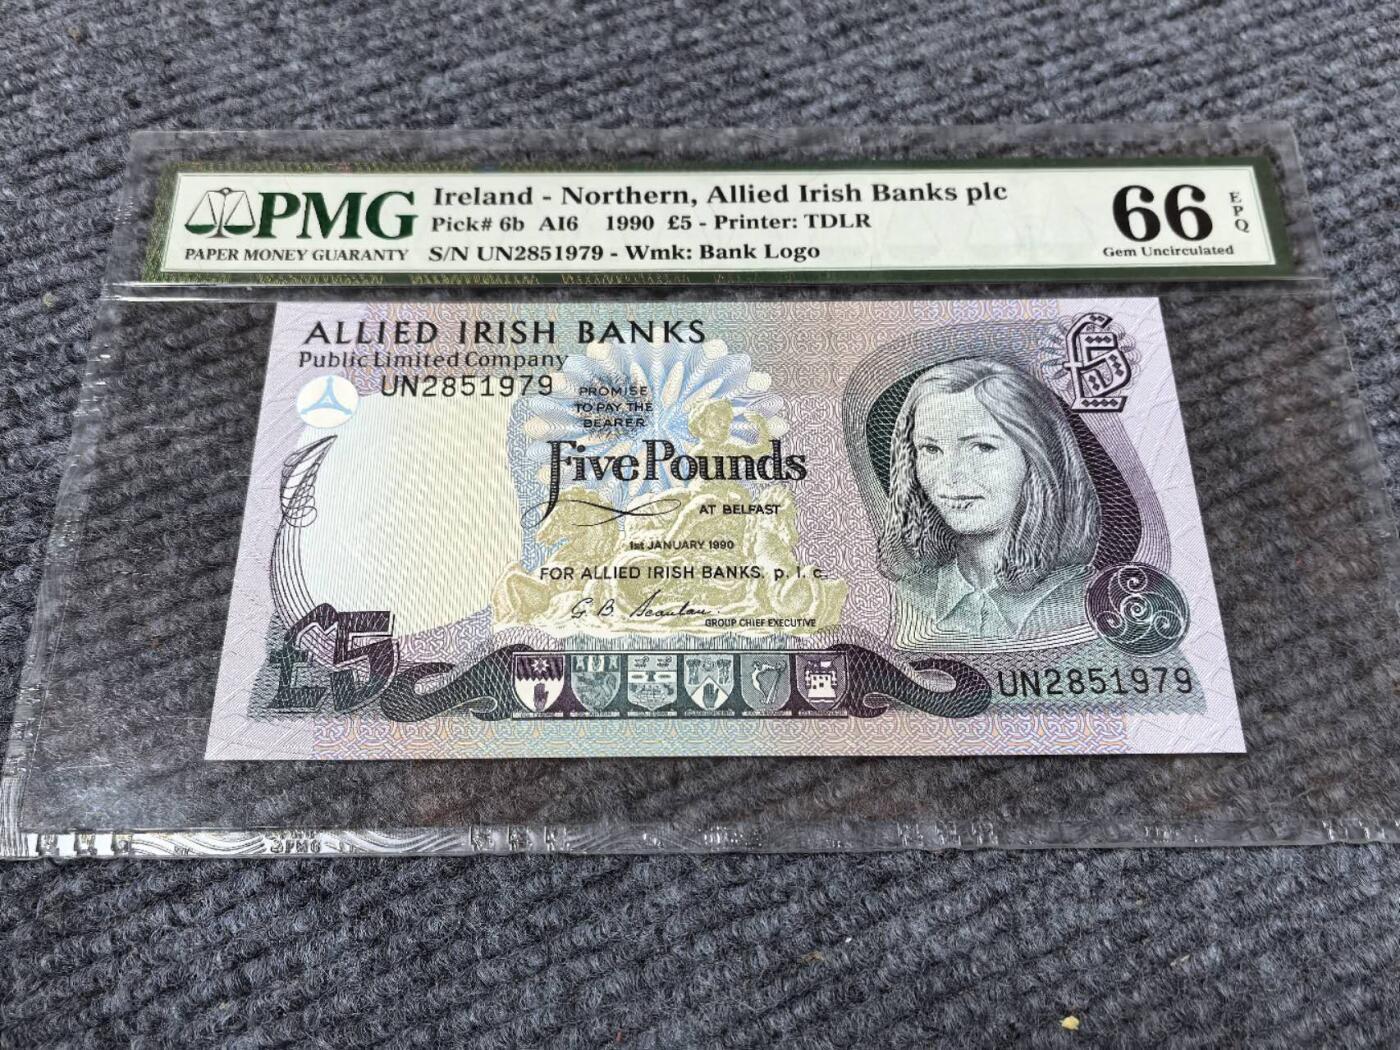 PMG
PAPER MONEY GUARANTY
Ireland - Northern, Allied Irish Banks plc
Pick# 6b AI6 1990 £5 - Printer: TDLR
S/N UN2851979 - Wmk: Bank Logo
66
EPQ
Gem Uncirculated
ALLIED IRISH BANKS
Public Limited Company
UN2851979
PROMISE
TO PAY THE
BEARER
Five Pounds
AT BELFAST
1st JANUARY 1990
FOR ALLIED IRISH BANKS, p. l. c.
GROUP CHIEF EXECUTIVE
£5
£5
UN2851979
PMG